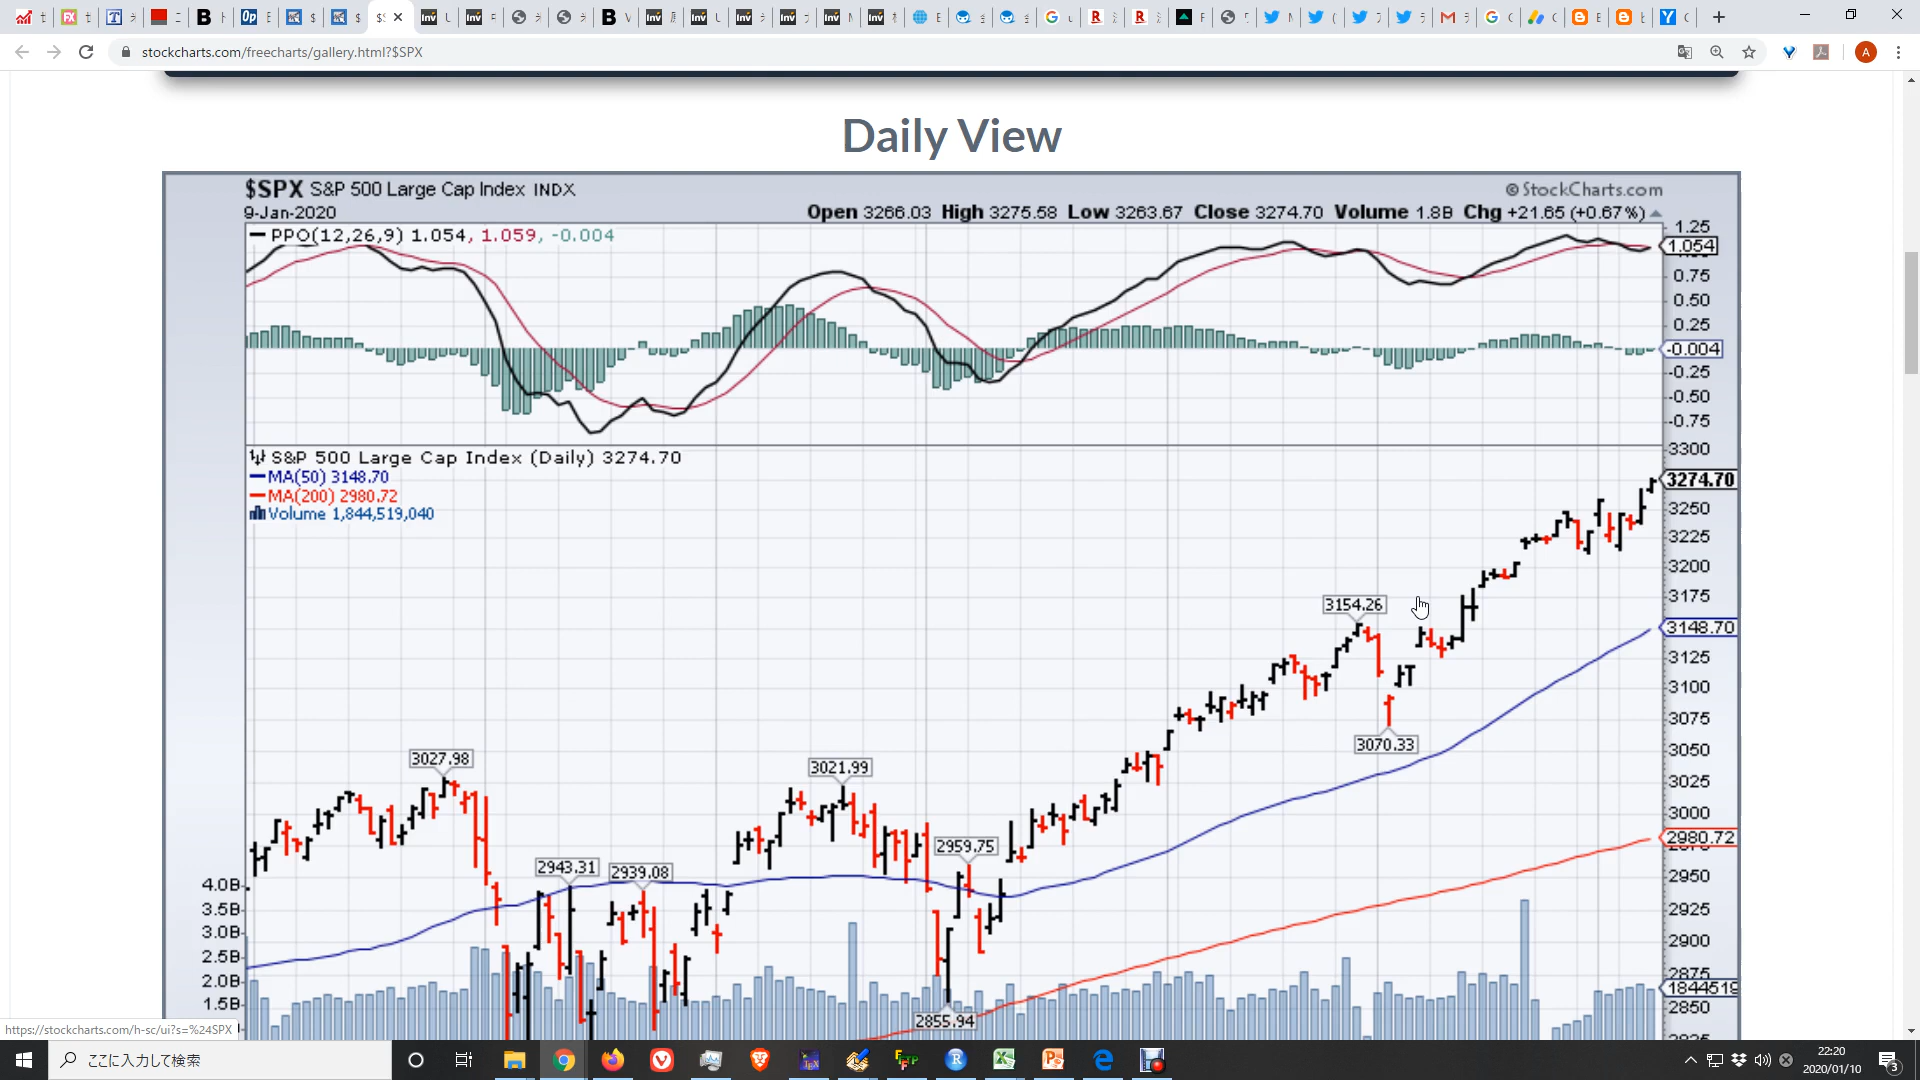 stockcharts.com/freecharts/gallery.html?$SPX
A
Daily View
$SPX S&P 500 Large Cap Index INDX
© StockCharts.com
9-Jan-2020
Open 3266.03 High 3275.58 Low 3263.67 Close 3274.70 Volume 1.8B Chg +21.65 (+0.67%)
PPO(12,26,9) 1.054, 1.059, -0.004
1.25
1.054
0.75
0.50
0.25
-0.004
-0.25
-0.50
-0.75
S&P 500 Large Cap Index (Daily) 3274.70
MA(50) 3148.70
MA(200) 2980.72
Volume 1,844,519,040
3300
3274.70
3250
3225
3200
3175
3148.70
3125
3100
3075
3050
3025
3000
2980.72
2950
2925
2900
2875
1844519
2850
3154.26
3070.33
3027.98
3021.99
2959.75
2943.31
2939.08
2855.94
4.0B
3.5B
3.0B
2.5B
2.0B
1.5B
https://stockcharts.com/h-sc/ui?s=%24SPX
ここに入力して検索
22:20
2020/01/10
3